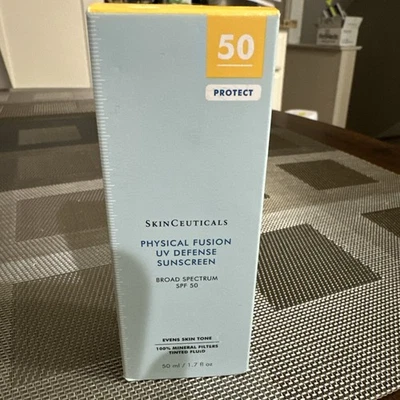 50
PROTECT
SKINCEUTICALS
PHYSICAL FUSION
UV DEFENSE
SUNSCREEN
BROAD SPECTRUM
SPF 50
EVENS SKIN TONE
100% MINERAL FILTERS
TINTED FLUID
50 ml / 1.7 fl oz